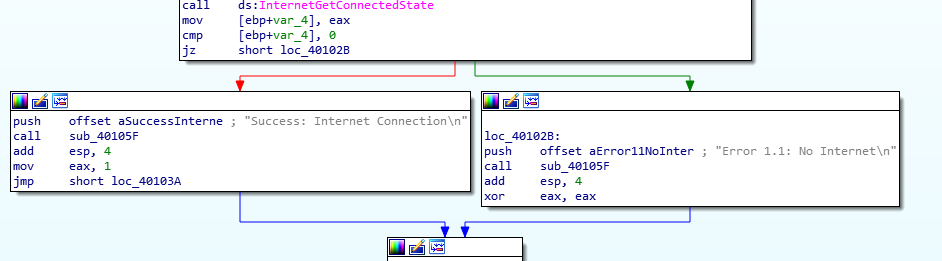 call ds:InternetGetConnectedState
mov [ebp+var_4], eax
cmp [ebp+var_4], 0
jz short loc_40102B
push offset aSuccessInterne ; "Success: Internet Connection\n"
call sub_40105F
add esp, 4
mov eax, 1
jmp short loc_40103A
loc_40102B:
push offset aError11NoInter ; "Error 1.1: No Internet\n"
call sub_40105F
add esp, 4
xor eax, eax